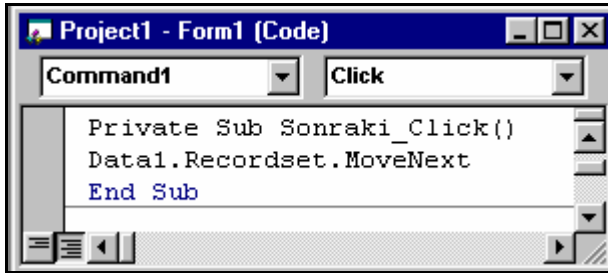 Project1 - Form1 (Code)
Command1 Click
Private Sub Sonraki_Click()
Data1.Recordset.MoveNext
End Sub